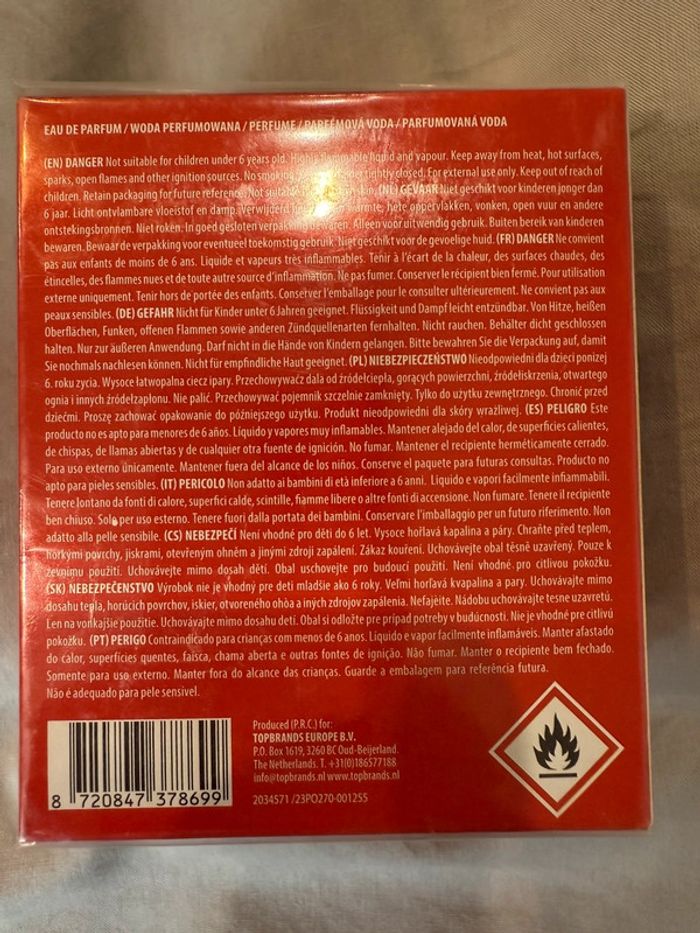 EAU DE PARFUM / WODA PERFUMOWANA / PERFUME / PARFÉMOVÁ VODA / PARFUMOVANÁ VODA
(EN) DANGER Not suitable for children under 6 years old. Highly flammable liquid and vapour. Keep away from heat, hot surfaces,
sparks, open flames and other ignition sources. No smoking. tightly closed. For external use only. Keep out of reach of
children. Retain packaging for future reference. Not suitable skin. (NL) GEVAAR Niet geschikt voor kinderen jonger dan
6 jaar. Licht ontvlambare vloeistof en damp. Verwijderd warmte, hete oppervlakken, vonken, open vuur en andere
ontstekingsbronnen. Niet roken. In goed gesloten verpakking bewaren. Alleen voor uitwendig gebruik. Buiten bereik van kinderen
bewaren. Bewaar de verpakking voor eventueel toekomstig gebruik. Niet geschikt voor de gevoelige huid. (FR) DANGER Ne convient
pas aux enfants de moins de 6 ans. Liquide et vapeurs très inflammables. Tenir à l'écart de la chaleur, des surfaces chaudes, des
étincelles, des flammes nues et de toute autre source d'inflammation. Ne pas fumer. Conserver le récipient bien fermé. Pour utilisation
externe uniquement. Tenir hors de portée des enfants. Conserver l'emballage pour le consulter ultérieurement. Ne convient pas aux
peaux sensibles. (DE) GEFAHR Nicht für Kinder unter 6 Jahren geeignet. Flüssigkeit und Dampf leicht entzündbar. Von Hitze, heißen
Oberflächen, Funken, offenen Flammen sowie anderen Zündquellenarten fernhalten. Nicht rauchen. Behälter dicht geschlossen
halten. Nur zur äußeren Anwendung. Darf nicht in die Hände von Kindern gelangen. Bitte bewahren Sie die Verpackung auf, damit
Sie nochmals nachlesen können. Nicht für empfindliche Haut geeignet. (PL) NIEBEZPIECZEŃSTWO Nieodpowiedni dla dzieci poniżej
6. roku życia. Wysoce łatwopalna ciecz ipary. Przechowywaćz dala od źródełciepła, gorących powierzchni, źródełiskrzenia, otwartego
ognia i innych źródełzapłonu. Nie palić. Przechowywać pojemnik szczelnie zamknięty. Tylko do użytku zewnętrznego. Chronić przed
dziećmi. Proszę zachować opakowanie do późniejszego użytku. Produkt nieodpowiedni dla skóry wrażliwej. (ES) PELIGRO Este
producto no es apto para menores de 6 años. Líquido y vapores muy inflamables. Mantener alejado del calor, de superficies calientes,
de chispas, de llamas abiertas y de cualquier otra fuente de ignición. No fumar. Mantener el recipiente herméticamente cerrado.
Para uso externo únicamente. Mantener fuera del alcance de los niños. Conserve el paquete para futuras consultas. Producto no
apto para pieles sensibles. (IT) PERICOLO Non adatto ai bambini di età inferiore a 6 anni. Liquido e vapori facilmente infiammabili.
Tenere lontano da fonti di calore, superfici calde, scintille, fiamme libere o altre fonti di accensione. Non fumare. Tenere il recipiente
ben chiuso. Solo per uso esterno. Tenere fuori dalla portata dei bambini. Conservare l'imballaggio per un futuro riferimento. Non
adatto alla pelle sensibile. (CS) NEBEZPEČÍ Není vhodné pro děti do 6 let. Vysoce hořlavá kapalina a páry. Chraňte před teplem,
horkými povrchy, jiskrami, otevřeným ohněm a jinými zdroji zapálení. Zákaz kouření. Uchovávejte obal těsně uzavřený. Pouze k
zevnímu použití. Uchovávejte mimo dosah dětí. Obal uschovejte pro budoucí použití. Není vhodné pro citlivou pokožku.
(SK) NEBEZPEČENSTVO Výrobok nie je vhodný pre deti mladšie ako 6 rokov. Veľmi horľavá kvapalina a pary. Uchovávajte mimo
dosahu tepla, horúcich povrchov, iskier, otvoreného ohòa a iných zdrojov zapálenia. Nefajèite. Nádobu uchovávajte tesne uzavretú.
Len na vonkajšie použitie. Uchovávajte mimo dosahu detí. Obal si odložte pre prípad potreby v budúcnosti. Nie je vhodné pre citlivú
pokožku. (PT) PERIGO Contraindicado para crianças com menos de 6 anos. Líquido e vapor facilmente inflamáveis. Manter afastado
do calor, superfícies quentes, faísca, chama aberta e outras fontes de ignição. Não fumar. Manter o recipiente bem fechado.
Somente para uso externo. Manter fora do alcance das crianças. Guarde a embalagem para referência futura.
Não é adequado para pele sensivel.
Produced (P.R.C.) for:
TOPBRANDS EUROPE B.V.
P.O. Box 1619, 3260 BC Oud-Beijerland.
The Netherlands. T. +31(0)186577188
info@topbrands.nl www.topbrands.nl
2034571 /23PO270-001255
8 720847 378699